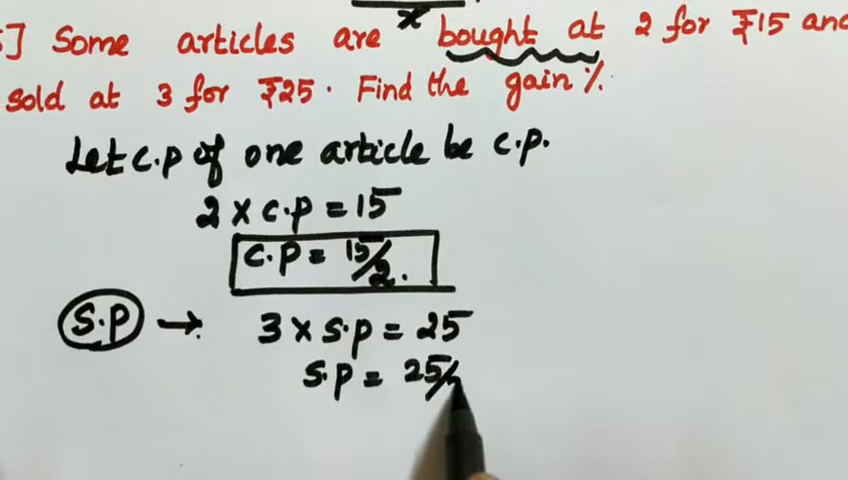 x
5] Some articles are bought at 2 for ₹15 and
sold at 3 for ₹25. Find the gain %.
Let C.P of one article be C.P.
2 x C.P = 15
C.P = 15/2.
S.P → 3 x S.P = 25
S.P = 25/